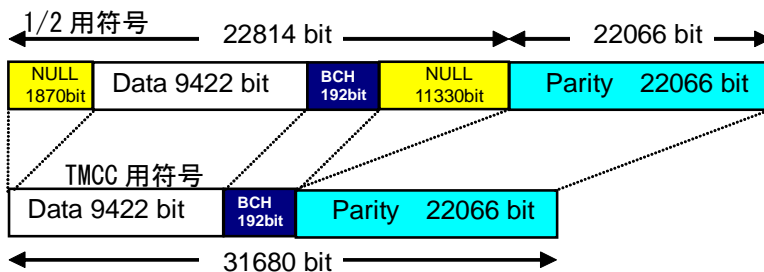 1/2 用符号
22814 bit
22066 bit
NULL
1870bit
Data 9422 bit
BCH
192bit
NULL
11330bit
Parity 22066 bit
TMCC 用符号
Data 9422 bit
BCH
192bit
Parity 22066 bit
31680 bit